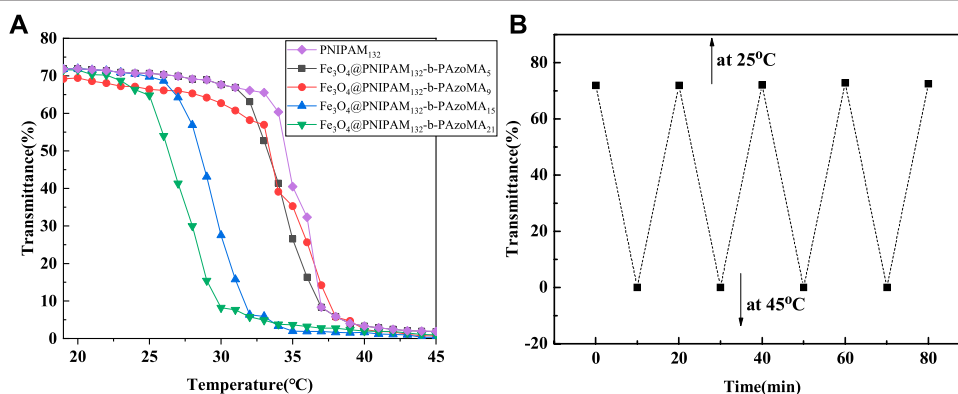 A
80
70
60
50
40
30
20
10
0
Transmittance(%)
20
25
30
35
40
45
Temperature(℃)
PNIPAM₁₃₂
Fe₃O₄@PNIPAM₁₃₂-b-PAzoMA₅
Fe₃O₄@PNIPAM₁₃₂-b-PAzoMA₉
Fe₃O₄@PNIPAM₁₃₂-b-PAzoMA₁₅
Fe₃O₄@PNIPAM₁₃₂-b-PAzoMA₂₁
B
80
60
40
20
0
-20
Transmittance(%)
at 25⁰C
at 45⁰C
0
20
40
60
80
Time(min)